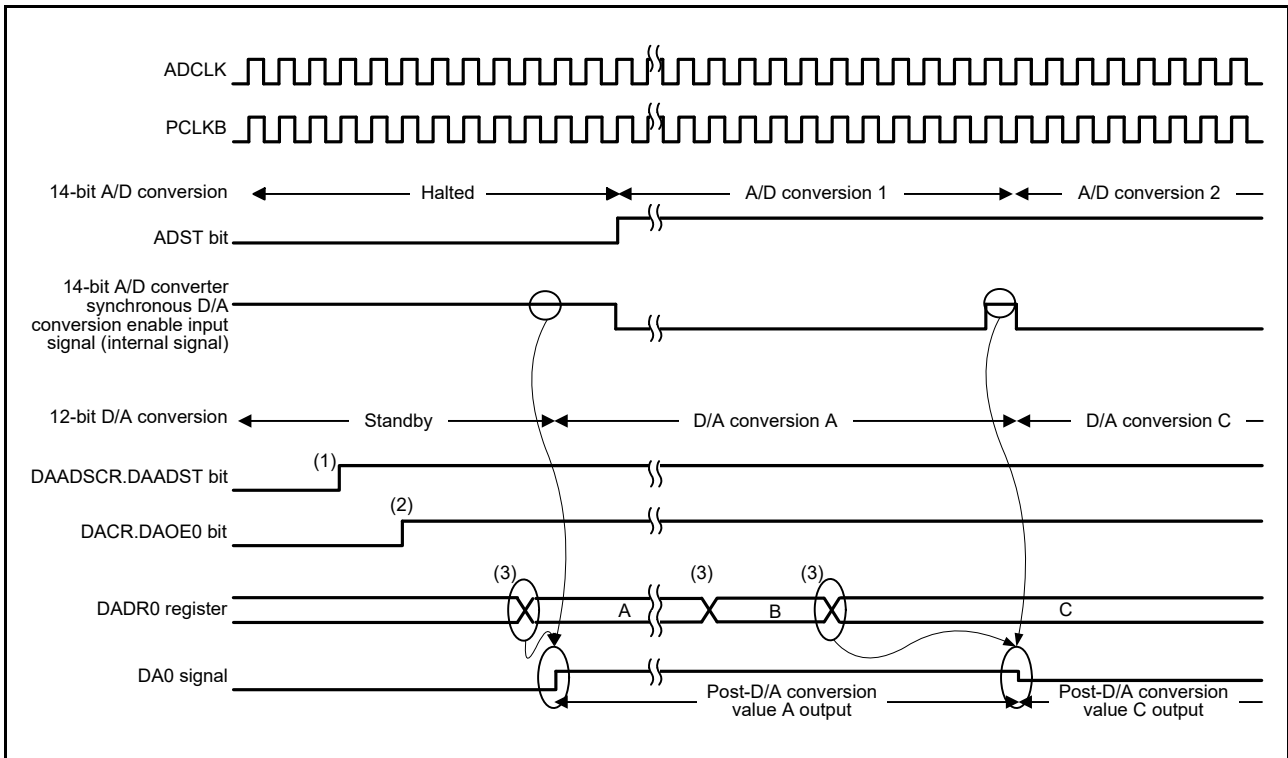 ADCLK
PCLKB
14-bit A/D conversion
Halted
A/D conversion 1
A/D conversion 2
ADST bit
14-bit A/D converter
synchronous D/A
conversion enable input
signal (internal signal)
12-bit D/A conversion
Standby
D/A conversion A
D/A conversion C
(1)
DAADSCR.DAADST bit
(2)
DACR.DAOE0 bit
(3)
(3)
(3)
DADR0 register
A
B
C
DA0 signal
Post-D/A conversion
value A output
Post-D/A conversion
value C output